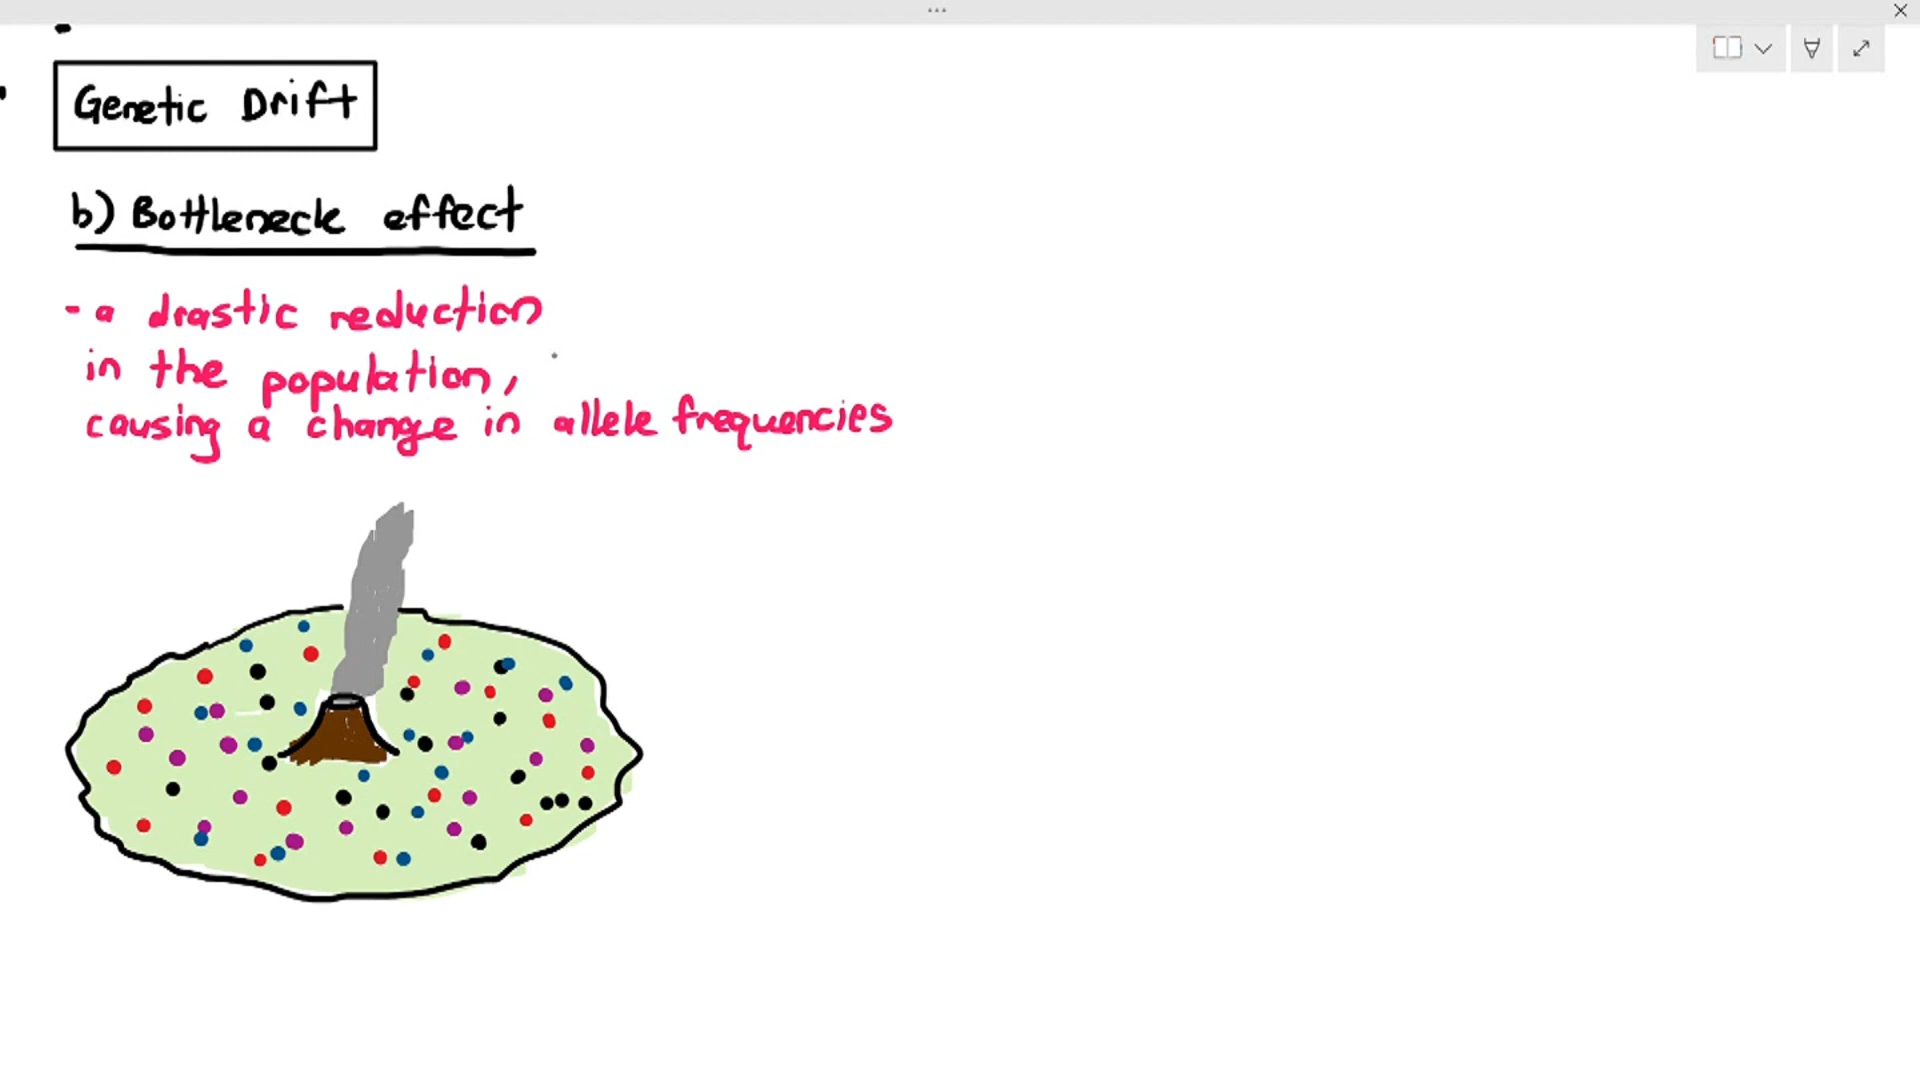 Genetic Drift
b) Bottleneck effect
- a drastic reduction
in the population,
causing a change in allele frequencies